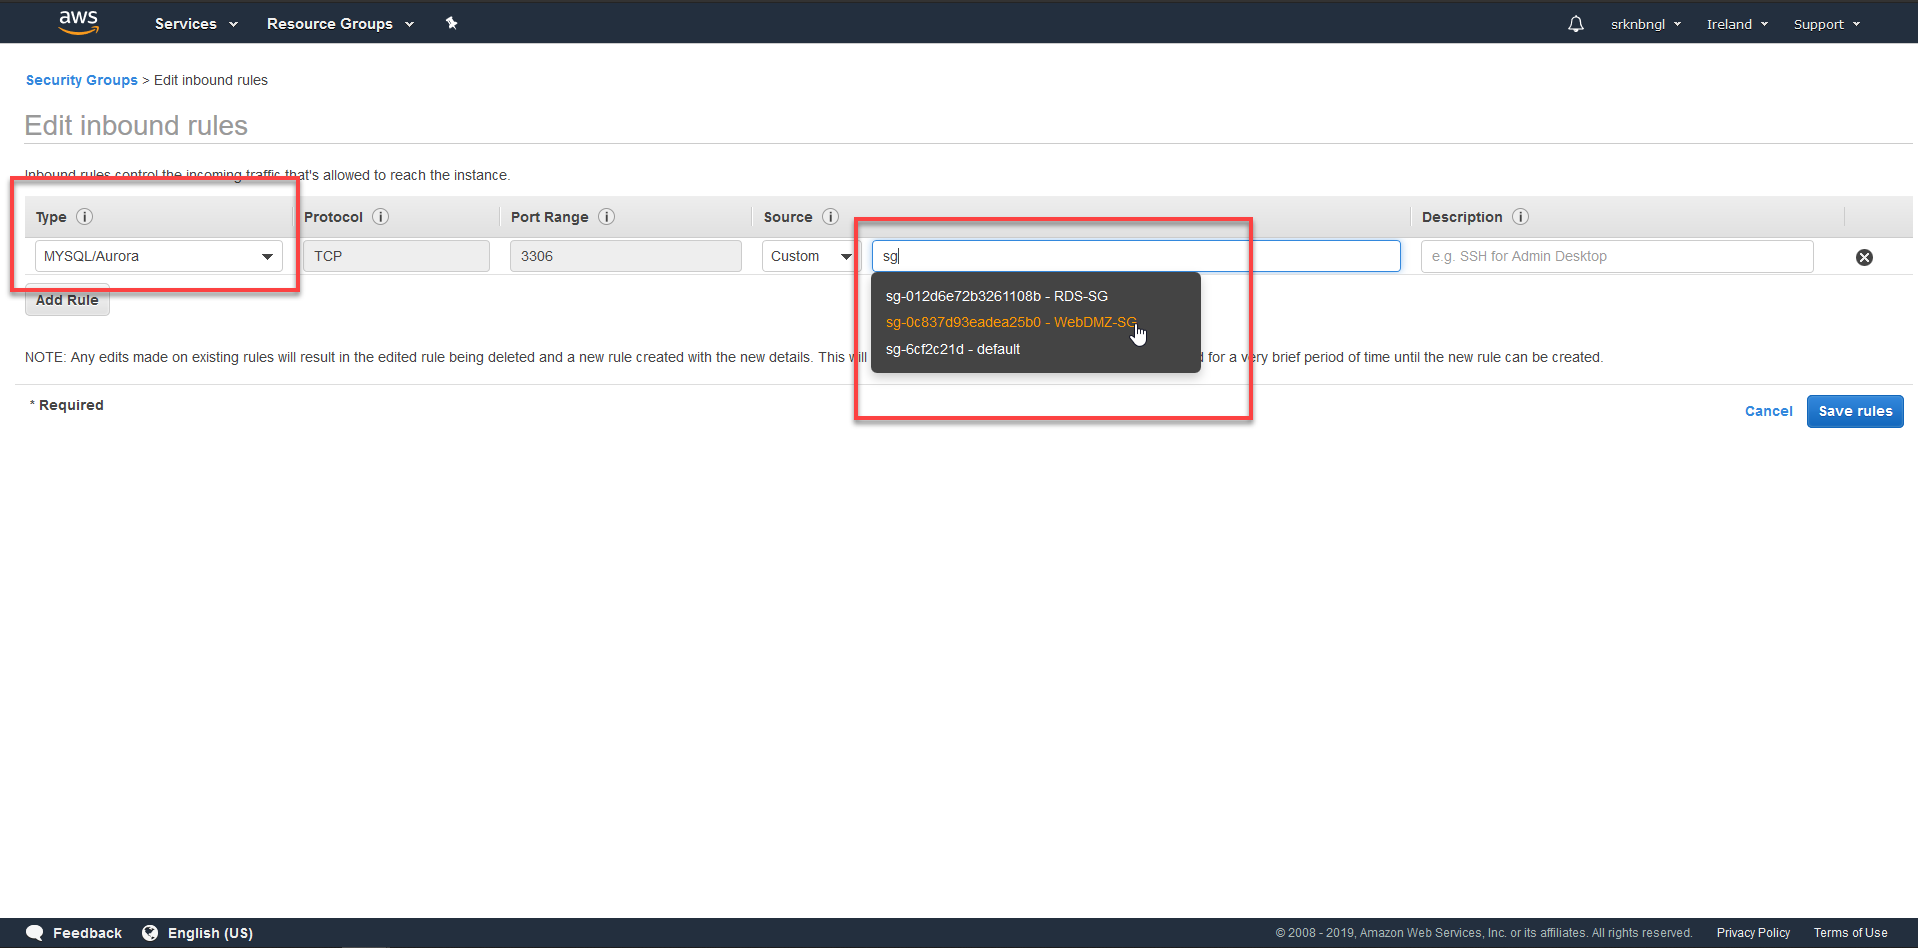 aws Services Resource Groups srknbngl Ireland Support
Security Groups > Edit inbound rules
Edit inbound rules
Inbound rules control the incoming traffic that's allowed to reach the instance.
Type i Protocol i Port Range i Source i Description i
MYSQL/Aurora TCP 3306 Custom sg e.g. SSH for Admin Desktop
sg-012d6e72b3261108b - RDS-SG
Add Rule
sg-0c837d93eadea25b0 - WebDMZ-SG
sg-6cf2c21d - default
NOTE: Any edits made on existing rules will result in the edited rule being deleted and a new rule created with the new details. This will for a very brief period of time until the new rule can be created.
* Required
Cancel Save rules
Feedback English (US) © 2008 - 2019, Amazon Web Services, Inc. or its affiliates. All rights reserved. Privacy Policy Terms of Use